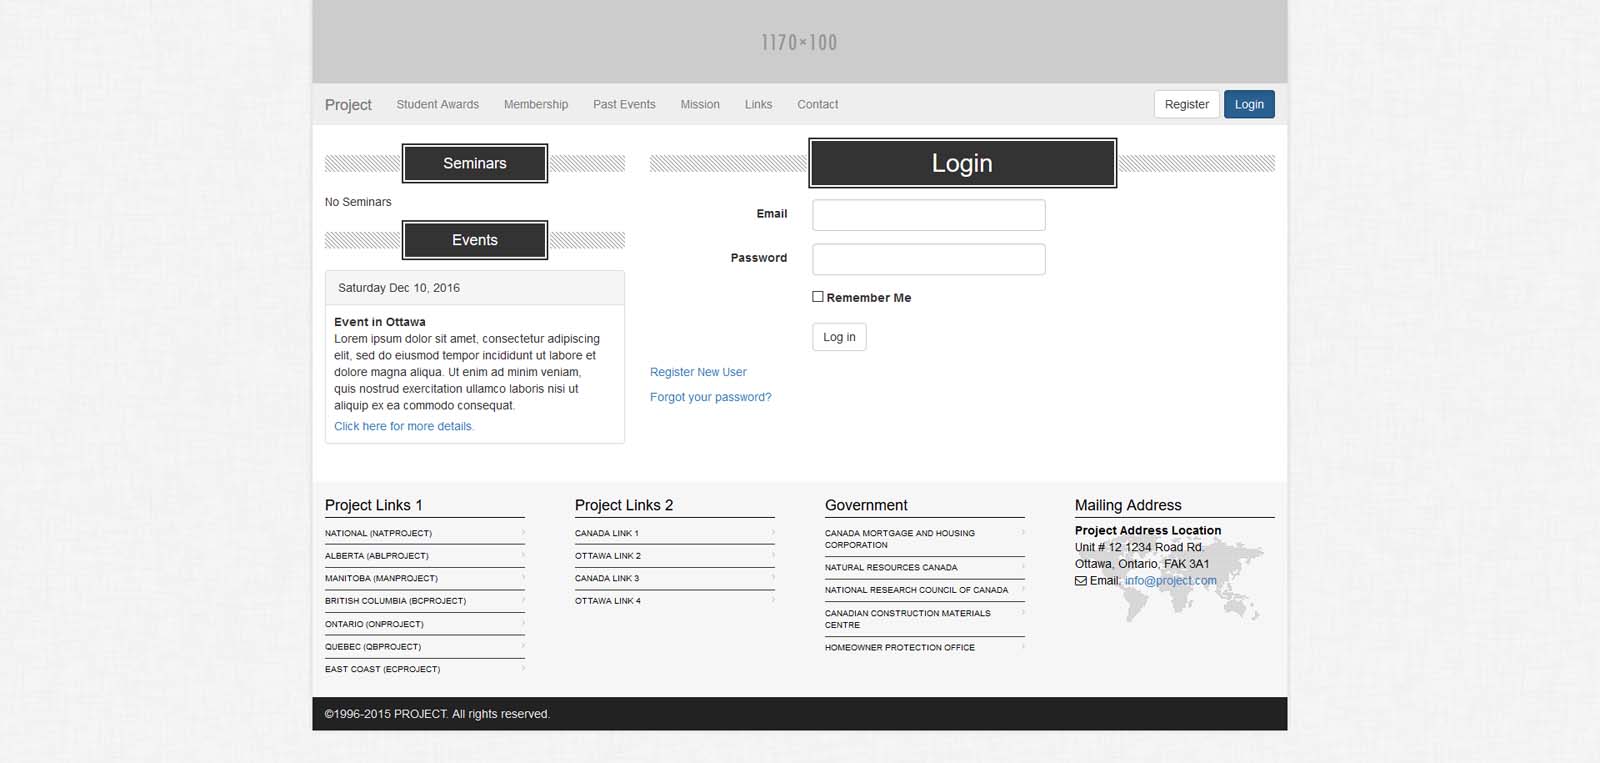 1170×100
Project Student Awards Membership Past Events Mission Links Contact Register Login
Seminars
No Seminars
Events
Saturday Dec 10, 2016
Event in Ottawa
Lorem ipsum dolor sit amet, consectetur adipiscing
elit, sed do eiusmod tempor incididunt ut labore et
dolore magna aliqua. Ut enim ad minim veniam,
quis nostrud exercitation ullamco laboris nisi ut
aliquip ex ea commodo consequat.
Click here for more details.
Login
Email
Password
Remember Me
Log in
Register New User
Forgot your password?
Project Links 1
NATIONAL (NATPROJECT)
ALBERTA (ABLPROJECT)
MANITOBA (MANPROJECT)
BRITISH COLUMBIA (BCPROJECT)
ONTARIO (ONPROJECT)
QUEBEC (QBPROJECT)
EAST COAST (ECPROJECT)
Project Links 2
CANADA LINK 1
OTTAWA LINK 2
CANADA LINK 3
OTTAWA LINK 4
Government
CANADA MORTGAGE AND HOUSING
CORPORATION
NATURAL RESOURCES CANADA
NATIONAL RESEARCH COUNCIL OF CANADA
CANADIAN CONSTRUCTION MATERIALS
CENTRE
HOMEOWNER PROTECTION OFFICE
Mailing Address
Project Address Location
Unit # 12 1234 Road Rd.
Ottawa, Ontario, FAK 3A1
Email: info@project.com
©1996-2015 PROJECT. All rights reserved.